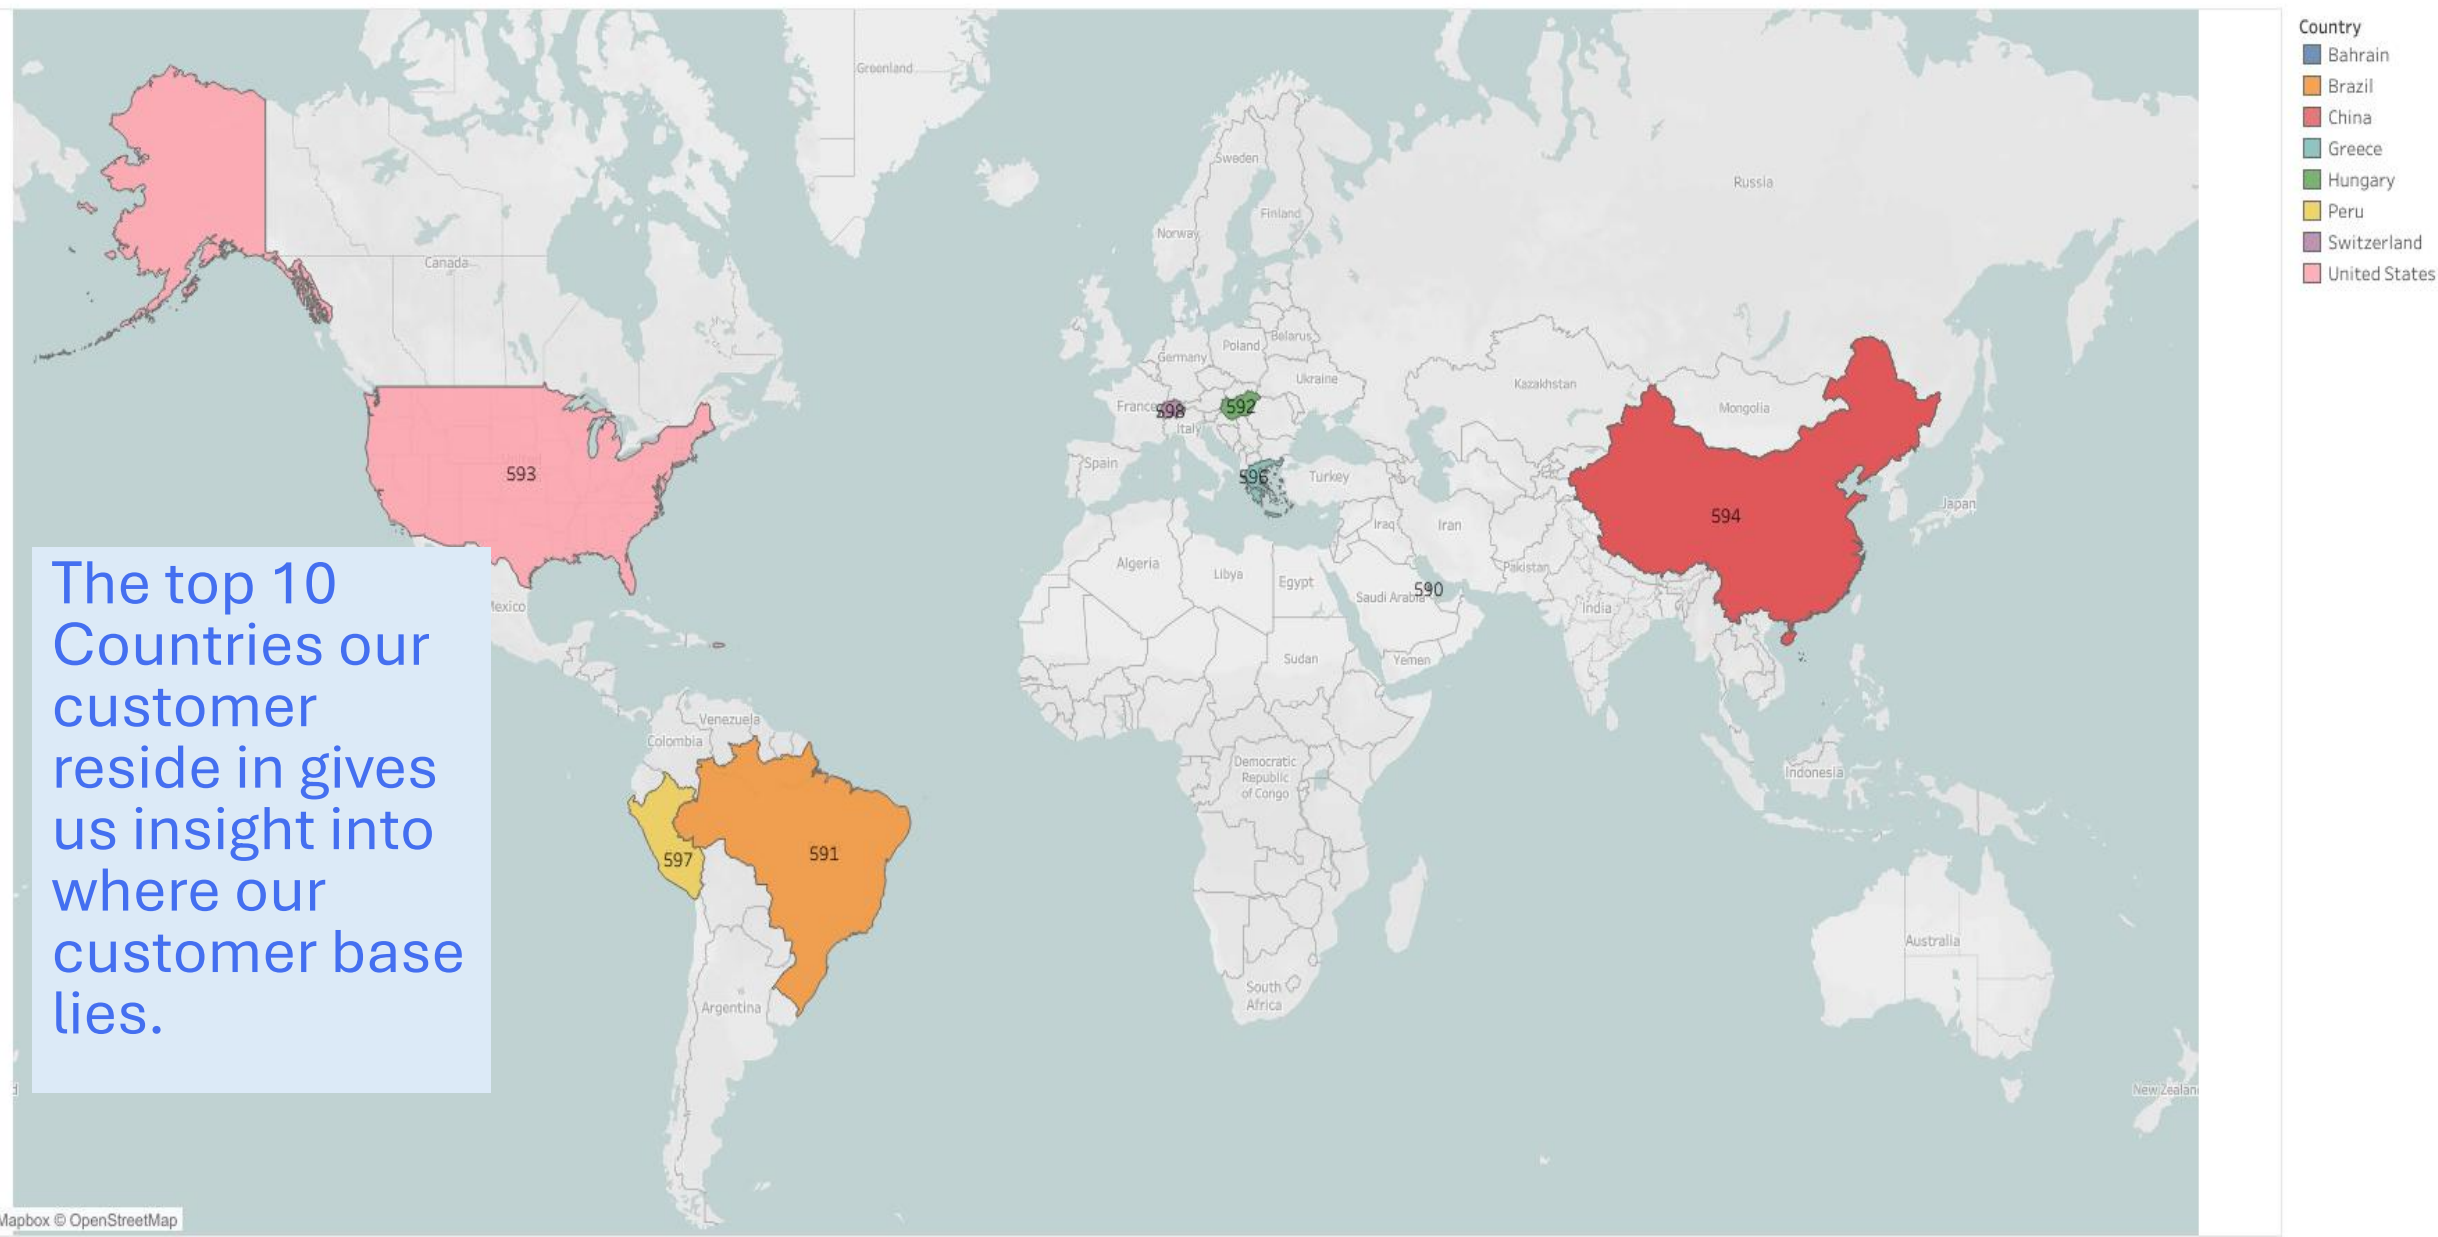 Greenland
Sweden
Russia
Finland
Norway
Canada
Belarus
Poland
Germany
Ukraine
Kazakhstan
France
598
592
Mongolia
Italy
593
Spain
596
Turkey
Japan
594
Iraq
Iran
Algeria
Libya
Egypt
Pakistan
Saudi Arabia
590
India
Mexico
Sudan
Yemen
Venezuela
Colombia
Democratic
Republic
of Congo
Indonesia
597
591
Australia
South
Africa
Argentina
New Zealan
The top 10
Countries our
customer
reside in gives
us insight into
where our
customer base
lies.
Mapbox © OpenStreetMap
Country
Bahrain
Brazil
China
Greece
Hungary
Peru
Switzerland
United States